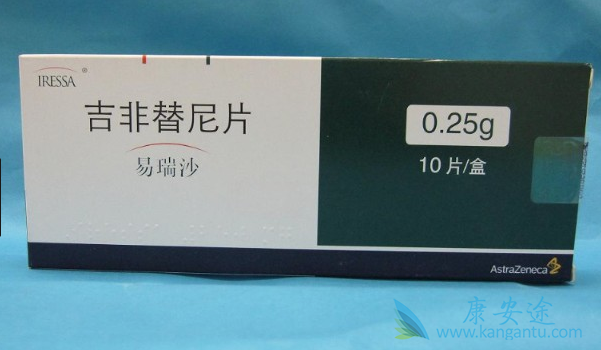 IRESSA®
吉非替尼片
易瑞沙
0.25g
10片/盒
AstraZeneca
康安途
www.kangantu.com